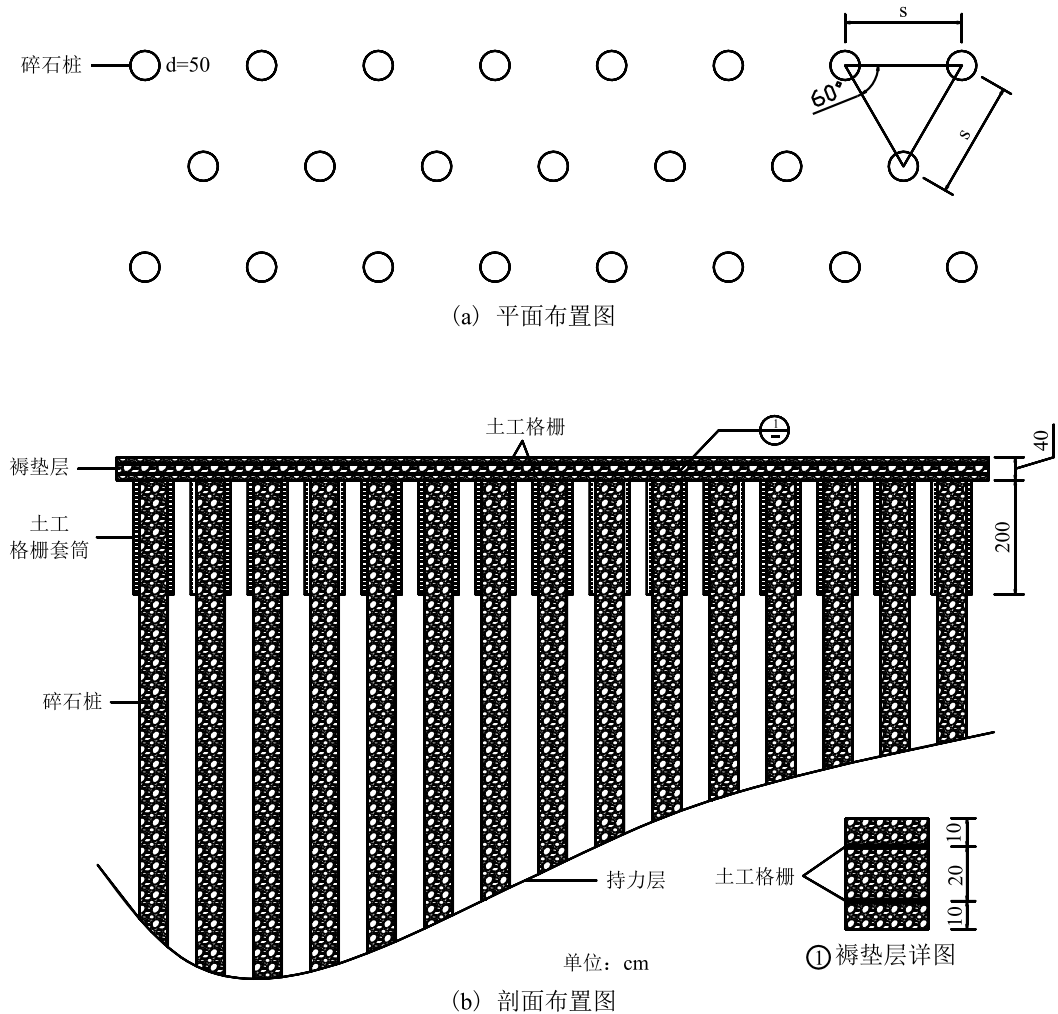 s
碎石桩
d=50
60°
s
(a) 平面布置图
土工格栅
1
40
褥垫层
土工
格栅套筒
200
碎石桩
10
土工格栅
20
持力层
10
①褥垫层详图
单位：cm
(b) 剖面布置图